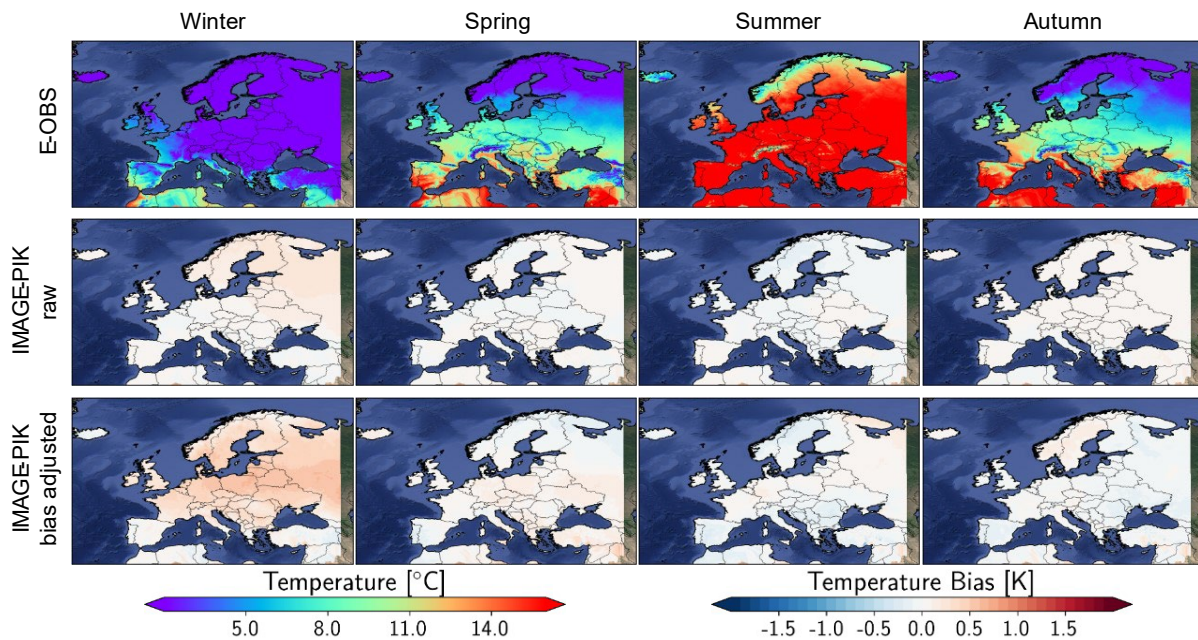 Winter Spring Summer Autumn
E-OBS
IMAGE-PIK
raw
IMAGE-PIK
bias adjusted
Temperature [°C] Temperature Bias [K]
5.0 8.0 11.0 14.0 -1.5 -1.0 -0.5 0.0 0.5 1.0 1.5